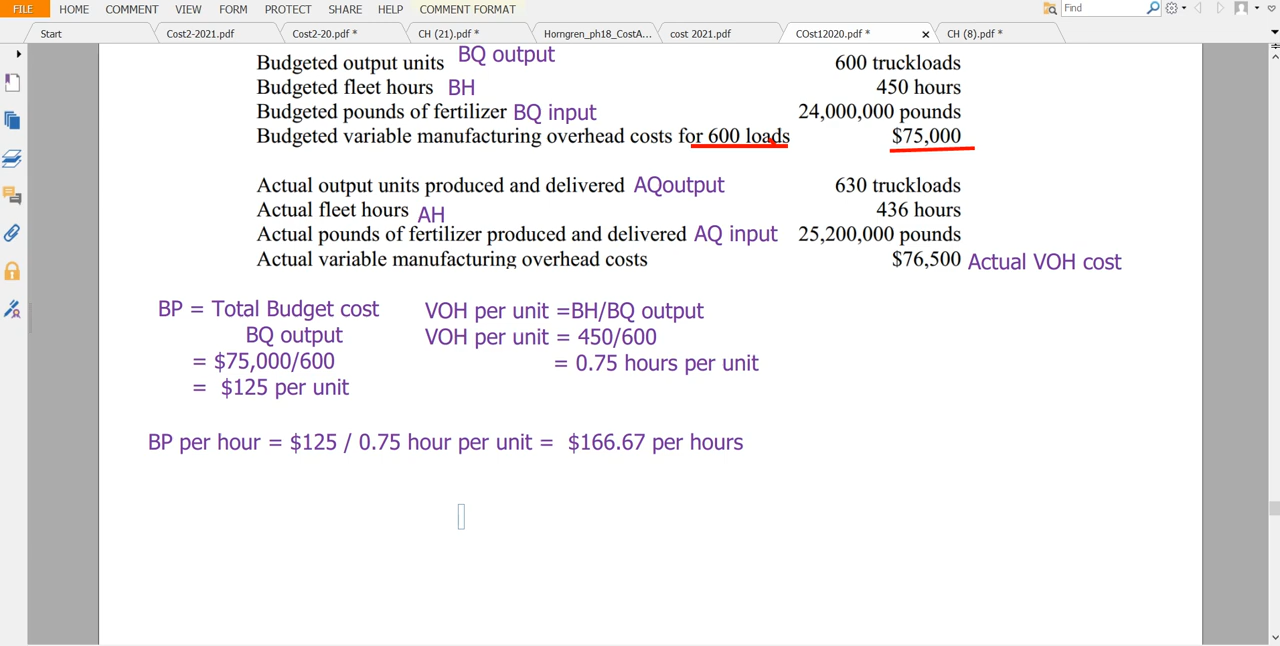 FILE HOME COMMENT VIEW FORM PROTECT SHARE HELP COMMENT FORMAT Find
Start Cost2-2021.pdf Cost2-20.pdf * CH (21).pdf * Horngren_ph18_CostA... cost 2021.pdf COst12020.pdf * CH (8).pdf *
Budgeted output units BQ output 600 truckloads
Budgeted fleet hours BH 450 hours
Budgeted pounds of fertilizer BQ input 24,000,000 pounds
Budgeted variable manufacturing overhead costs for 600 loads $75,000
Actual output units produced and delivered AQoutput 630 truckloads
Actual fleet hours AH 436 hours
Actual pounds of fertilizer produced and delivered AQ input 25,200,000 pounds
Actual variable manufacturing overhead costs $76,500 Actual VOH cost
BP = Total Budget cost VOH per unit =BH/BQ output
BQ output VOH per unit = 450/600
= $75,000/600 = 0.75 hours per unit
= $125 per unit
BP per hour = $125 / 0.75 hour per unit = $166.67 per hours